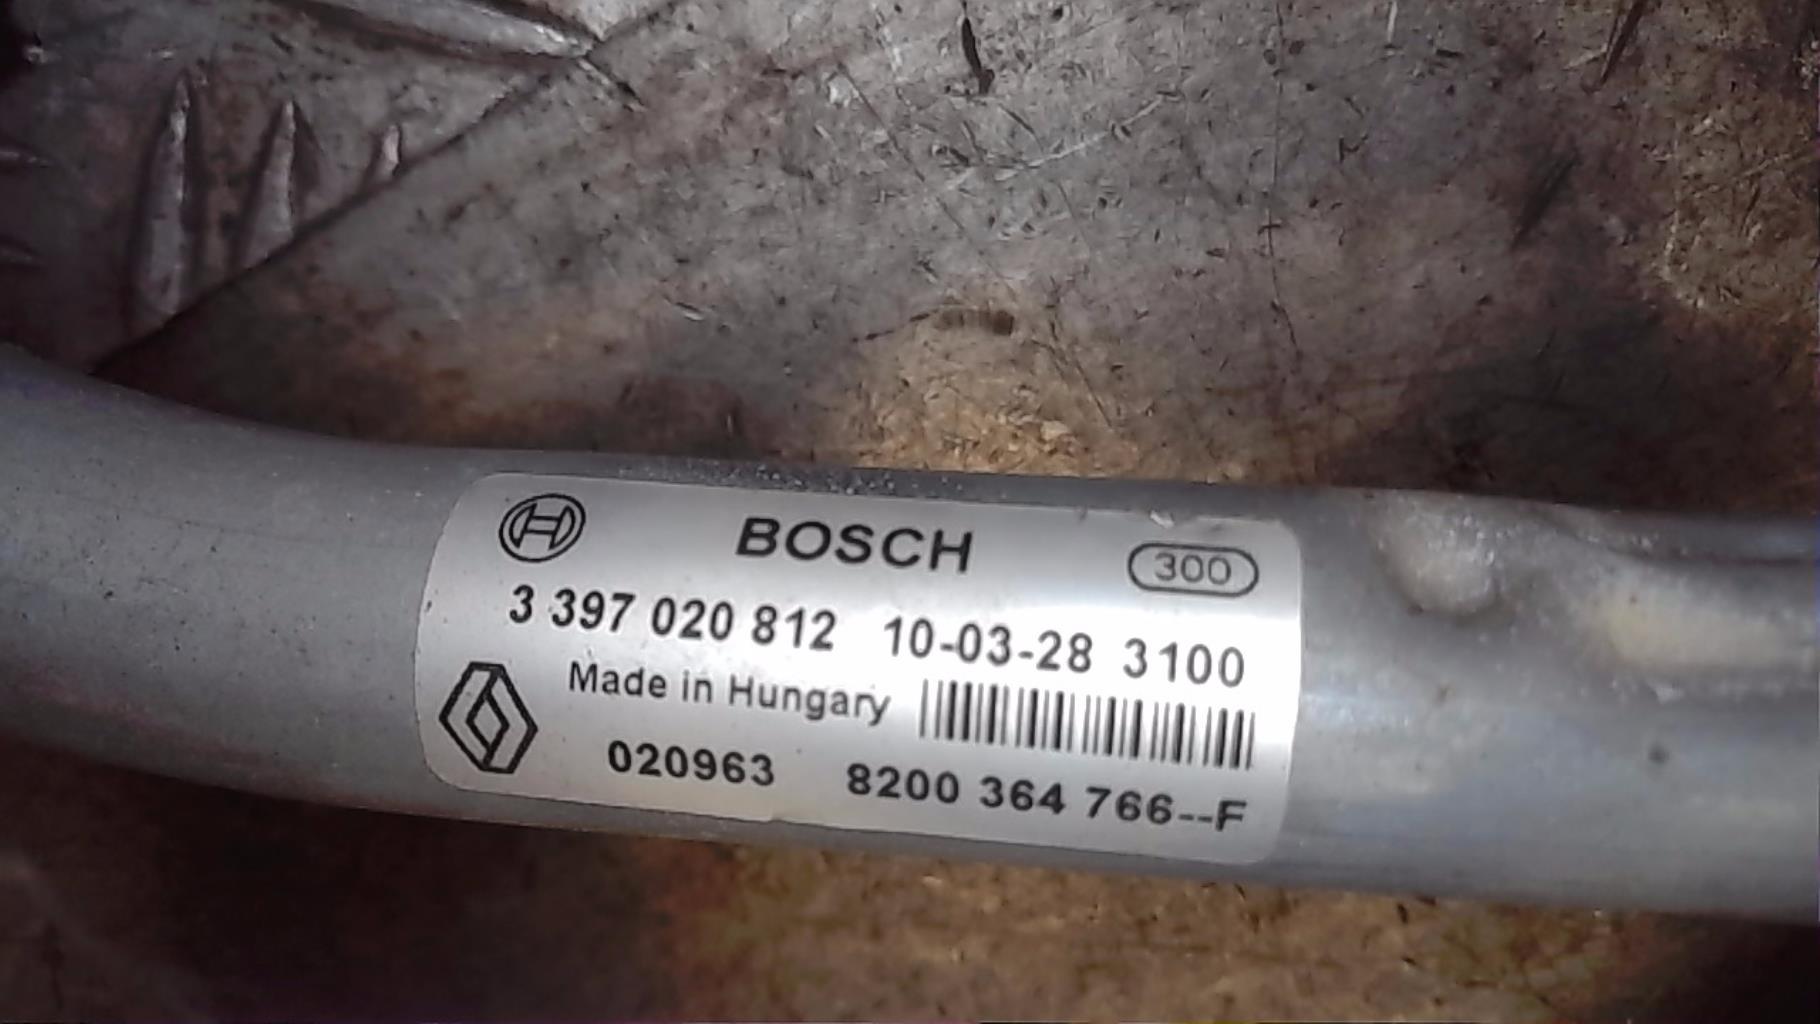 BOSCH 300
3 397 020 812 10-03-28 3100
Made in Hungary
020963 8200 364 766--F